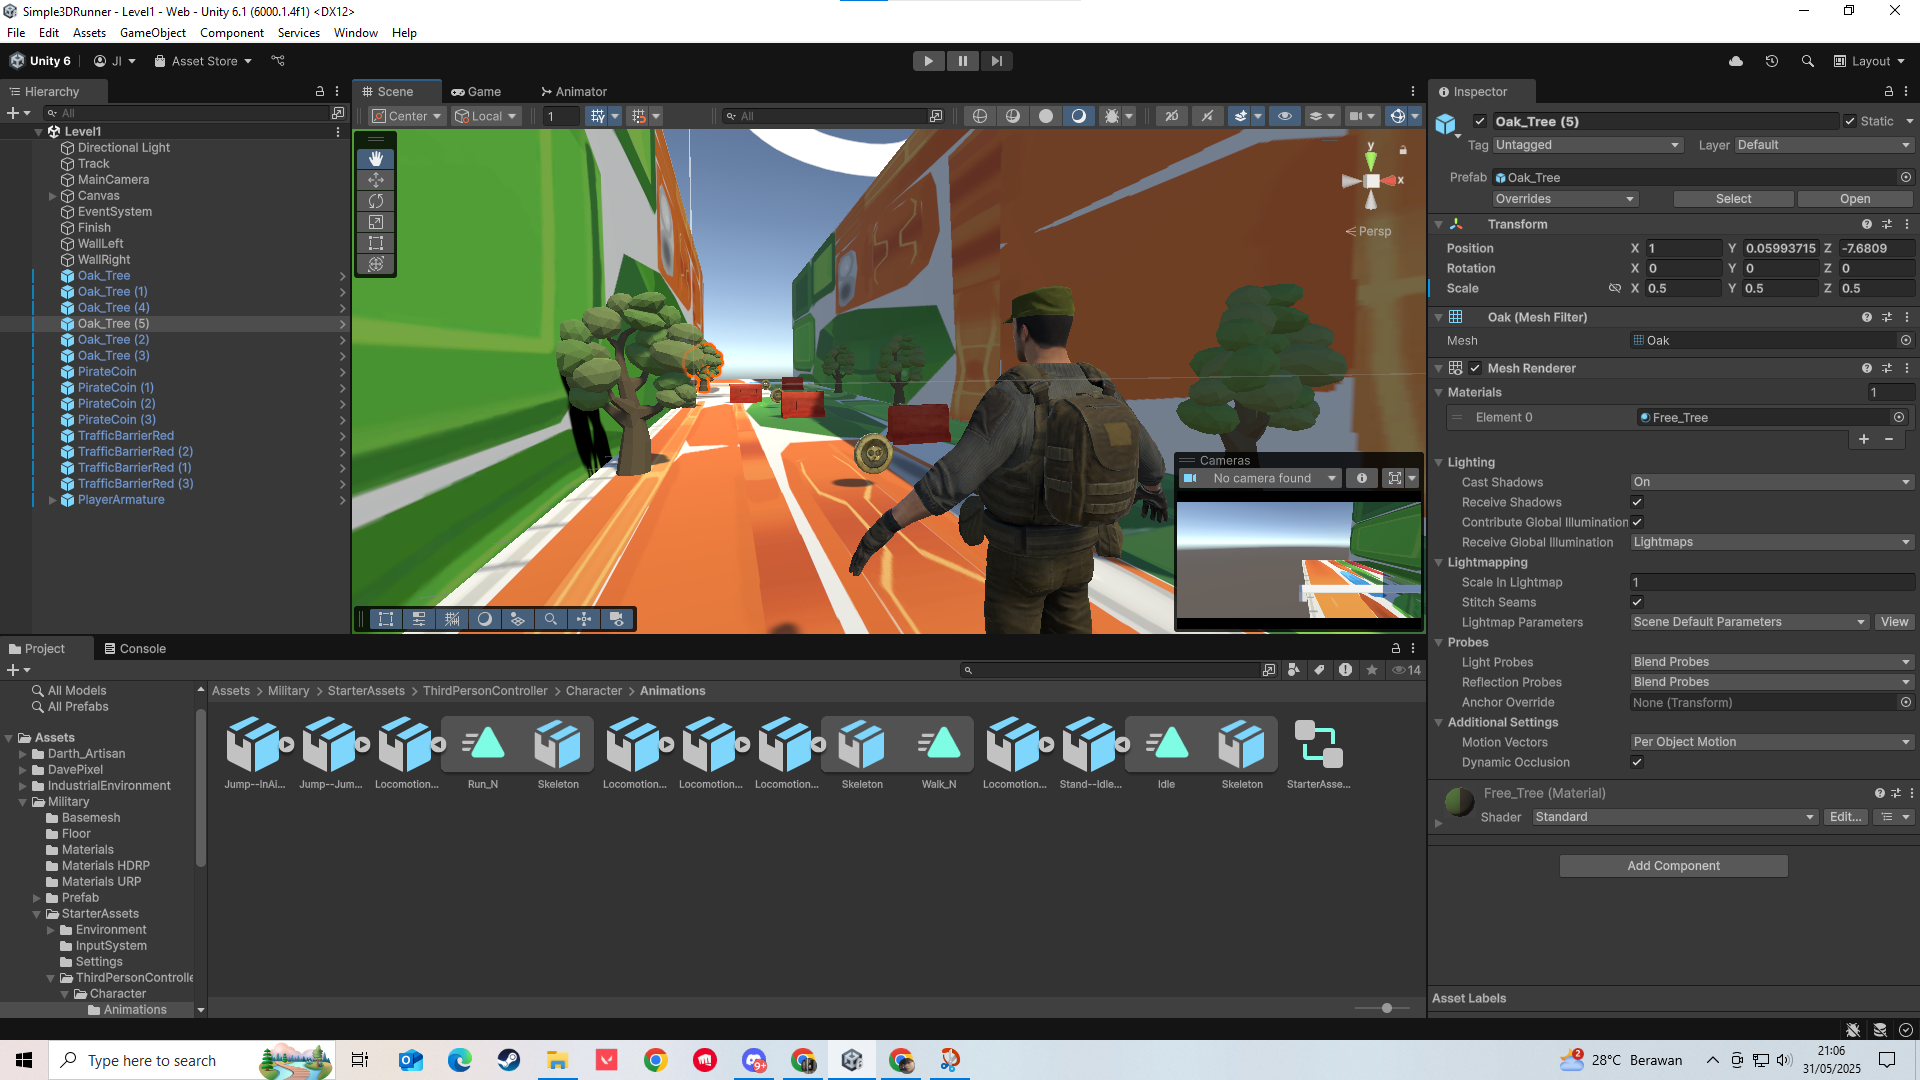 Simple3DRunner - Level1 - Web - Unity 6.1 (6000.1.4f1) <DX12>
File Edit Assets GameObject Component Services Window Help
Unity 6 JI Asset Store Layout
Hierarchy
All
Level1
Directional Light
Track
MainCamera
Canvas
EventSystem
Finish
WallLeft
WallRight
Oak_Tree
Oak_Tree (1)
Oak_Tree (4)
Oak_Tree (5)
Oak_Tree (2)
Oak_Tree (3)
PirateCoin
PirateCoin (1)
PirateCoin (2)
PirateCoin (3)
TrafficBarrierRed
TrafficBarrierRed (2)
TrafficBarrierRed (1)
TrafficBarrierRed (3)
PlayerArmature
Scene Game Animator
Center Local 1 All 2D
y
x
Persp
Cameras
No camera found
Inspector
Oak_Tree (5) Static
Tag Untagged Layer Default
Prefab Oak_Tree
Overrides Select Open
Transform
Position X 1 Y 0.05993715 Z -7.6809
Rotation X 0 Y 0 Z 0
Scale X 0.5 Y 0.5 Z 0.5
Oak (Mesh Filter)
Mesh Oak
Mesh Renderer
Materials 1
Element 0 Free_Tree
Lighting
Cast Shadows On
Receive Shadows
Contribute Global Illumination
Receive Global Illumination Lightmaps
Lightmapping
Scale In Lightmap 1
Stitch Seams
Lightmap Parameters Scene Default Parameters View
Probes
Light Probes Blend Probes
Reflection Probes Blend Probes
Anchor Override None (Transform)
Additional Settings
Motion Vectors Per Object Motion
Dynamic Occlusion
Free_Tree (Material)
Shader Standard Edit...
Add Component
Asset Labels
Project Console
14
All Models
All Prefabs
Assets
Darth_Artisan
DavePixel
IndustrialEnvironment
Military
Basemesh
Floor
Materials
Materials HDRP
Materials URP
Prefab
StarterAssets
Environment
InputSystem
Settings
ThirdPersonControlle
Character
Animations
Assets > Military > StarterAssets > ThirdPersonController > Character > Animations
Jump--InAi... Jump--Jum... Locomotion... Run_N Skeleton Locomotion... Locomotion... Locomotion... Skeleton Walk_N Locomotion... Stand--Idle... Idle Skeleton StarterAsse...
Type here to search
9+
2
28°C Berawan
21:06
31/05/2025